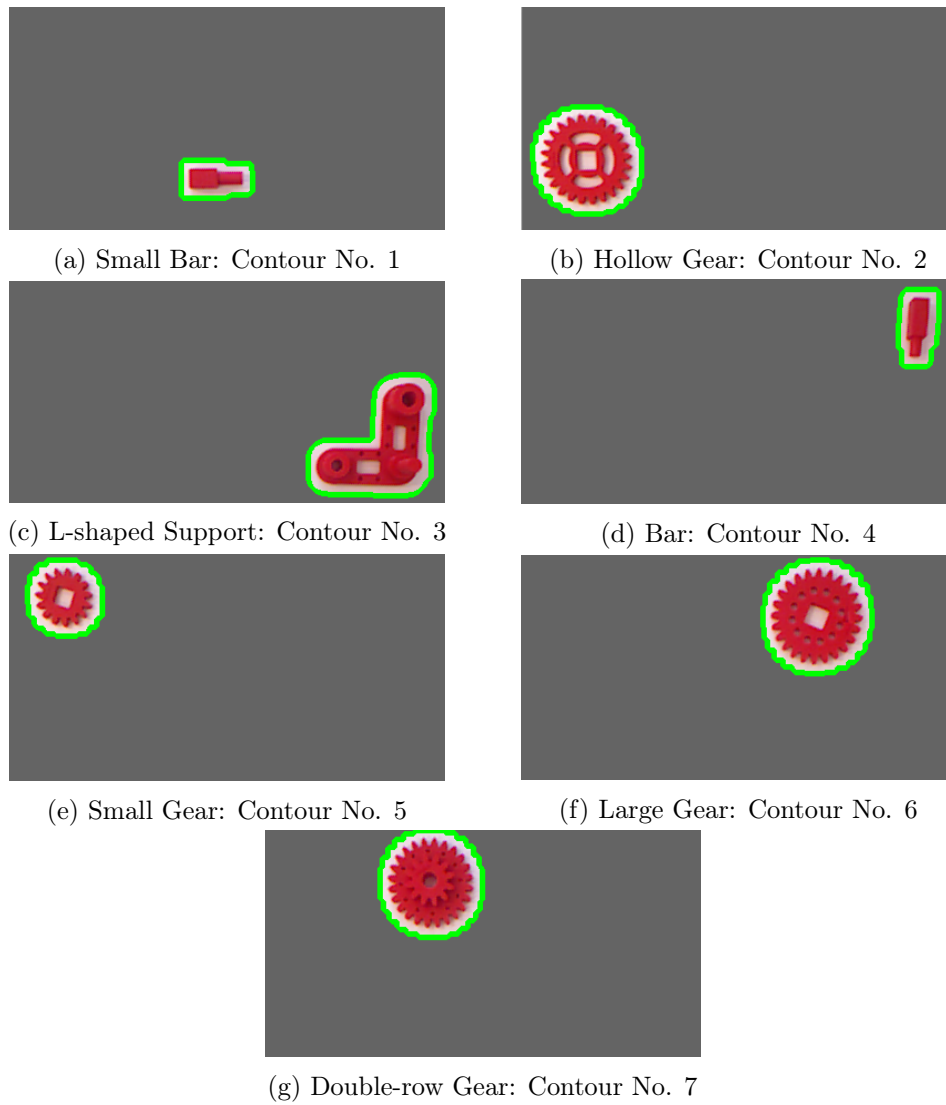 (a) Small Bar: Contour No. 1
(b) Hollow Gear: Contour No. 2
(c) L-shaped Support: Contour No. 3
(d) Bar: Contour No. 4
(e) Small Gear: Contour No. 5
(f) Large Gear: Contour No. 6
(g) Double-row Gear: Contour No. 7